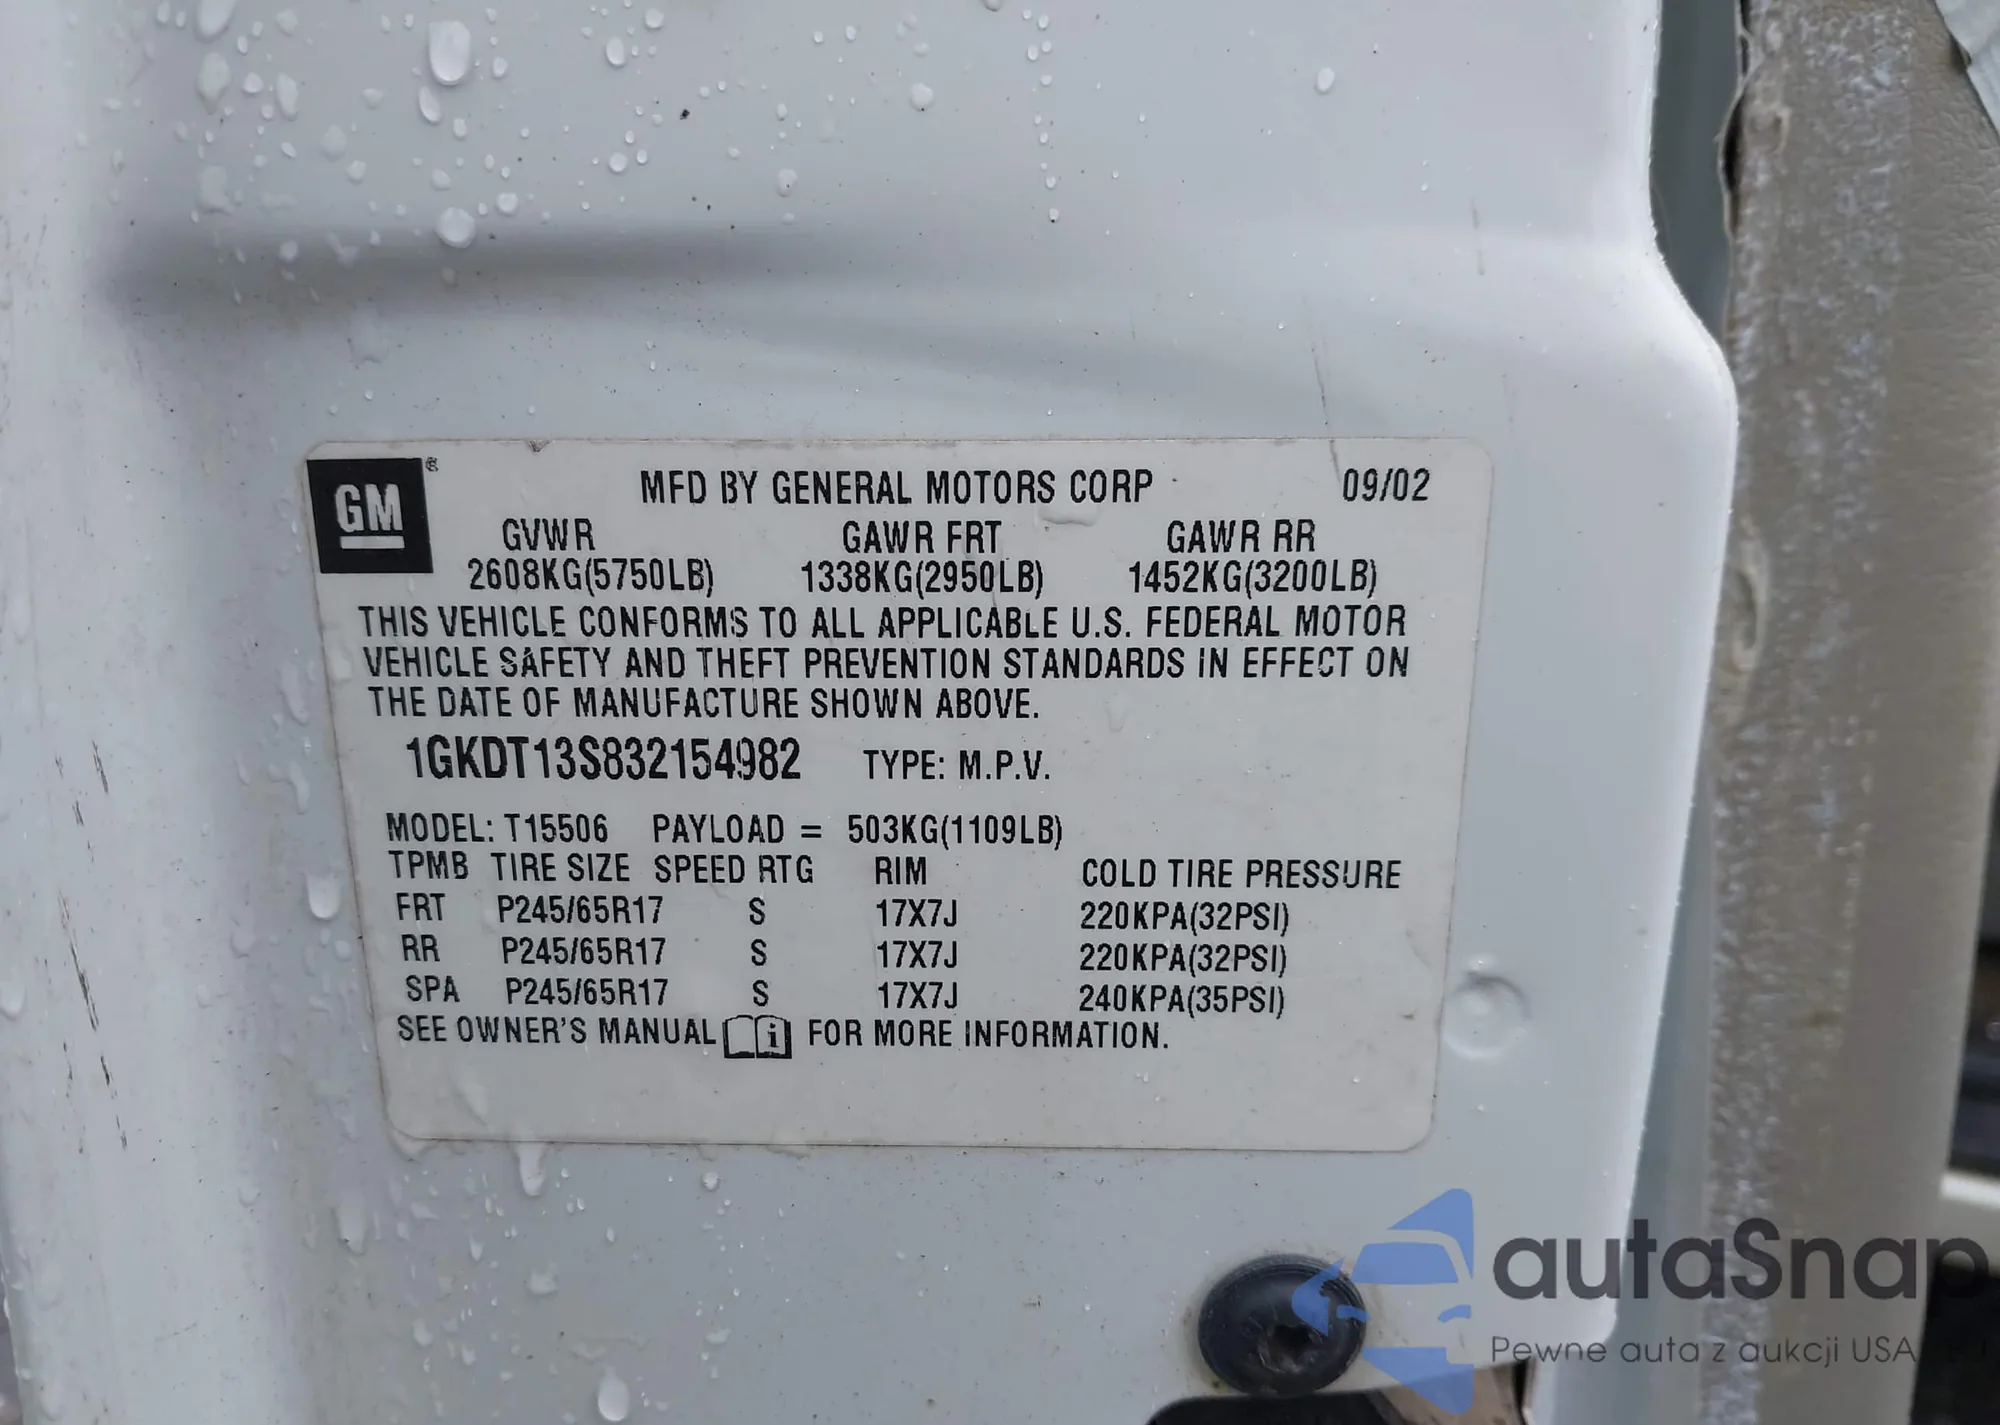 GM ® MFD BY GENERAL MOTORS CORP 09/02
GVWR GAWR FRT GAWR RR
2608KG(5750LB) 1338KG(2950LB) 1452KG(3200LB)
THIS VEHICLE CONFORMS TO ALL APPLICABLE U.S. FEDERAL MOTOR
VEHICLE SAFETY AND THEFT PREVENTION STANDARDS IN EFFECT ON
THE DATE OF MANUFACTURE SHOWN ABOVE.
1GKDT13S832154982 TYPE: M.P.V.
MODEL: T15506 PAYLOAD = 503KG(1109LB)
TPMB TIRE SIZE SPEED RTG RIM COLD TIRE PRESSURE
FRT P245/65R17 S 17X7J 220KPA(32PSI)
RR P245/65R17 S 17X7J 220KPA(32PSI)
SPA P245/65R17 S 17X7J 240KPA(35PSI)
SEE OWNER'S MANUAL i FOR MORE INFORMATION.
autaSnap
Pewne auta z aukcji USA